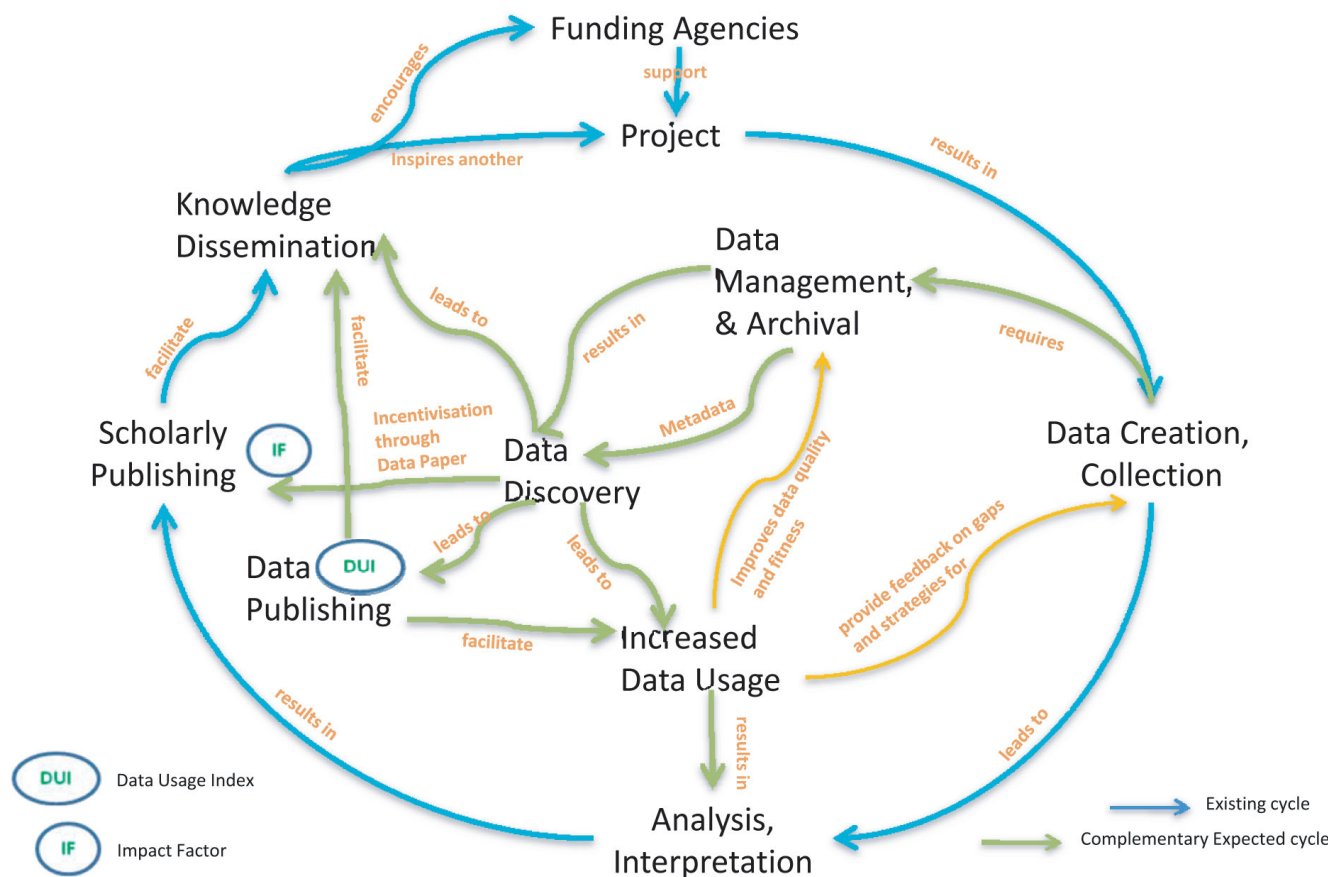 Funding Agencies
encourages
support
Project
Inspires another
results in
Knowledge
Dissemination
Data
Management,
& Archival
leads to
results in
requires
facilitate
facilitate
Metadata
Incentivisation
through
Data Paper
Scholarly
Publishing
IF
Data
Discovery
Data Creation,
Collection
leads to
leads to
Improves data quality
and fitness
provide feedback on gaps
and strategies for
Data
Publishing
DUI
facilitate
Increased
Data Usage
results in
results in
leads to
Analysis,
Interpretation
DUI
Data Usage Index
IF
Impact Factor
Existing cycle
Complementary Expected cycle